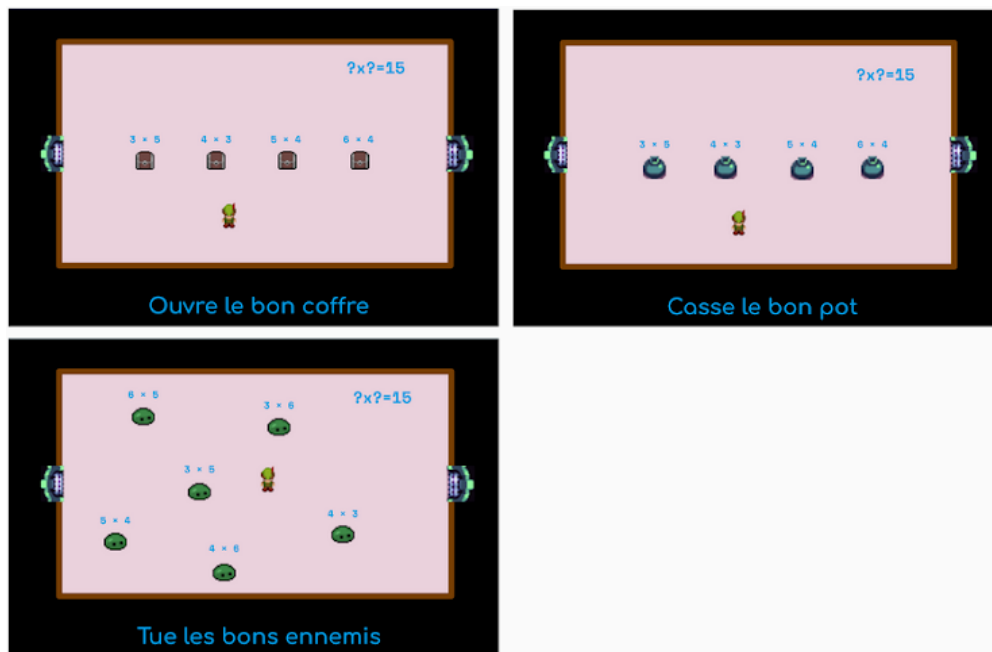 ?x?=15
3 × 5 4 × 3 5 × 4 6 × 4
Ouvre le bon coffre
?x?=15
3 × 5 4 × 3 5 × 4 6 × 4
Casse le bon pot
6 × 5 ?x?=15
3 × 6
3 × 5
5 × 4 4 × 3
4 × 6
Tue les bons ennemis